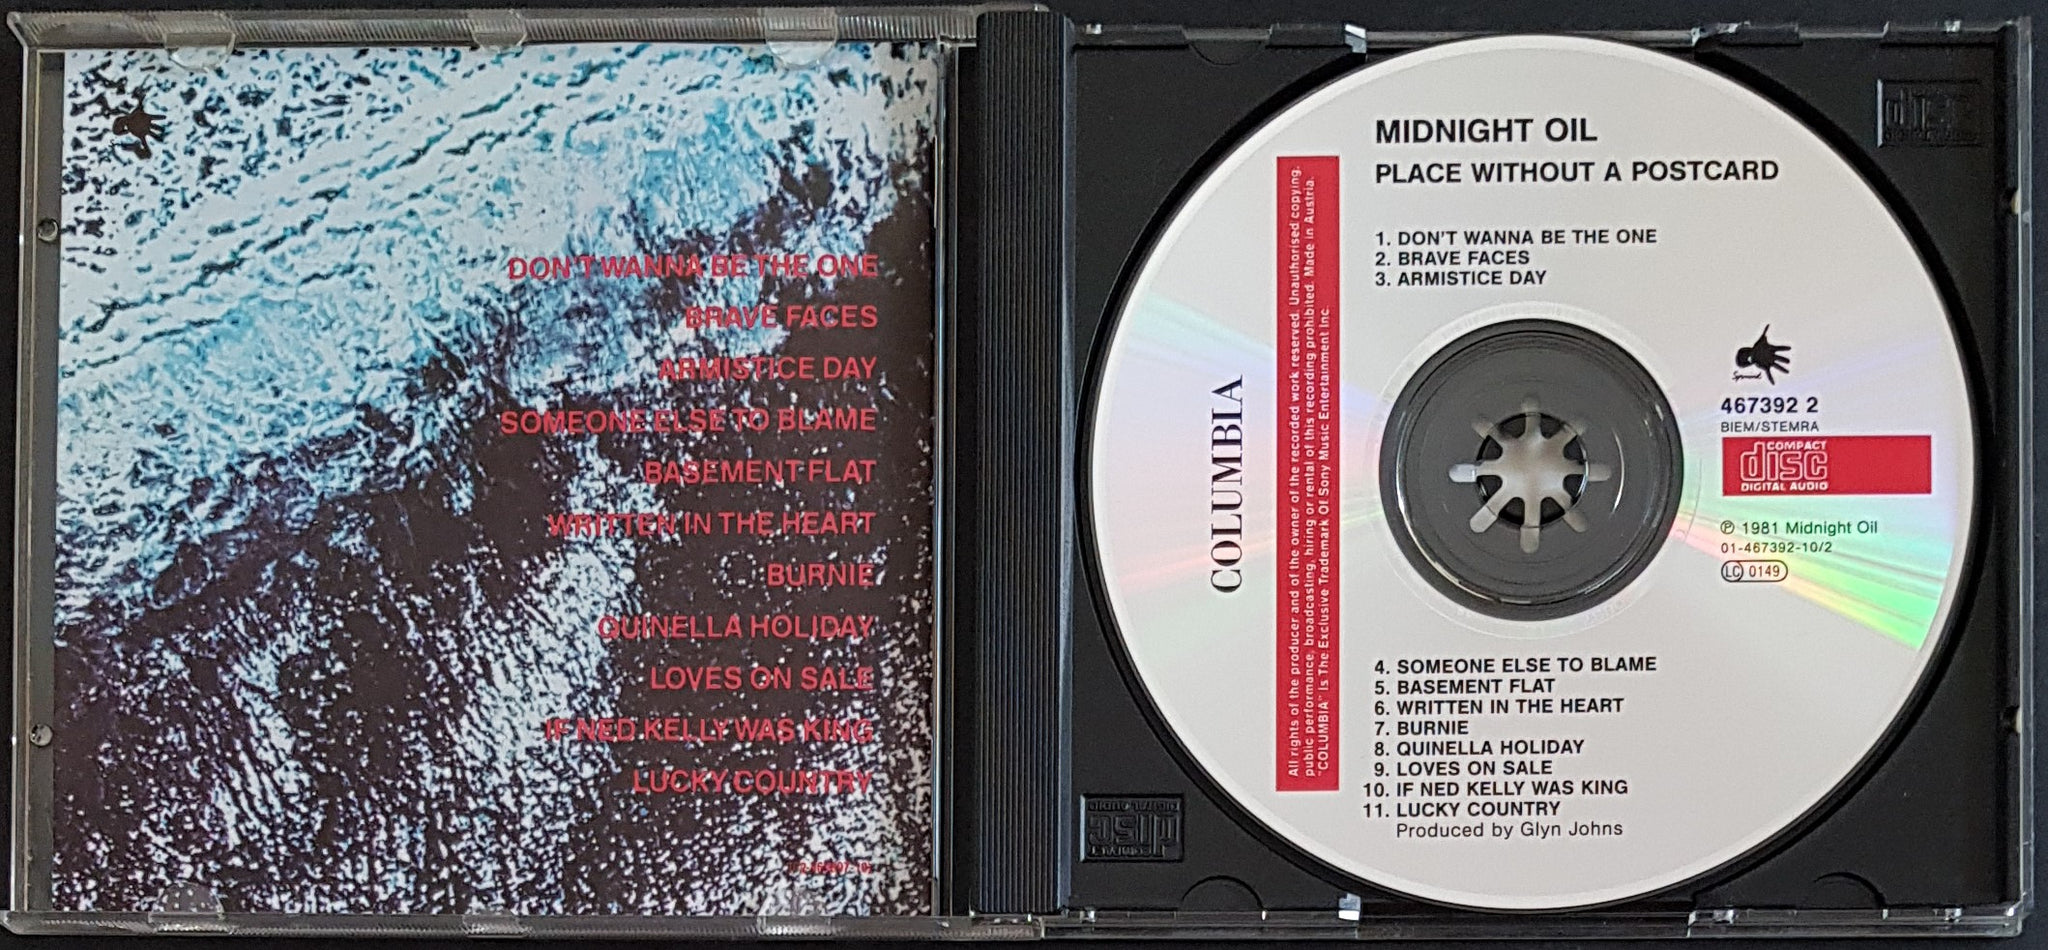 DON'T WANNA BE THE ONE
BRAVE FACES
ARMISTICE DAY
SOMEONE ELSE TO BLAME
BASEMENT FLAT
WRITTEN IN THE HEART
BURNIE
QUINELLA HOLIDAY
LOVES ON SALE
IF NED KELLY WAS KING
LUCKY COUNTRY
MIDNIGHT OIL
PLACE WITHOUT A POSTCARD
1. DON'T WANNA BE THE ONE
2. BRAVE FACES
3. ARMISTICE DAY
COLUMBIA
All rights of the producer and of the owner of the recorded work reserved. Unauthorised copying,
public performance, broadcasting, hiring or rental of this recording prohibited. Made in Austria.
"COLUMBIA" Is The Exclusive Trademark Of Sony Music Entertainment Inc.
Sprint
467392 2
BIEM/STEMRA
COMPACT
disc
DIGITAL AUDIO
℗ 1981 Midnight Oil
01-467392-10/2
LC 0149
4. SOMEONE ELSE TO BLAME
5. BASEMENT FLAT
6. WRITTEN IN THE HEART
7. BURNIE
8. QUINELLA HOLIDAY
9. LOVES ON SALE
10. IF NED KELLY WAS KING
11. LUCKY COUNTRY
Produced by Glyn Johns
COMPACT
disc
DIGITAL AUDIO